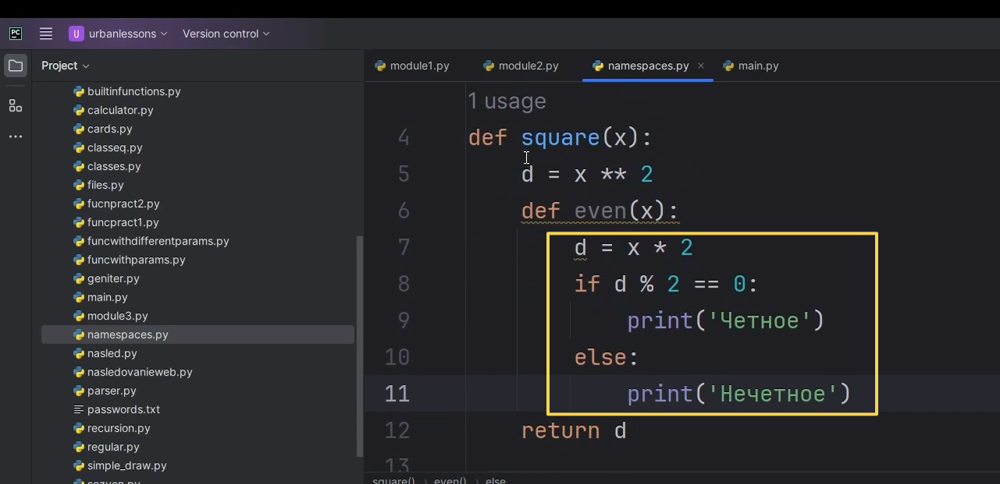 PC
U urbanlessons Version control
Project
module1.py module2.py namespaces.py main.py
builtinfunctions.py
calculator.py
cards.py
classeq.py
classes.py
files.py
fucnpract2.py
funcpract1.py
funcwithdifferentparams.py
funcwithparams.py
geniter.py
main.py
module3.py
namespaces.py
nasled.py
nasledovanieweb.py
parser.py
passwords.txt
recursion.py
regular.py
simple_draw.py
1 usage
4 def square(x):
5 d = x ** 2
6 def even(x):
7 d = x * 2
8 if d % 2 == 0:
9 print('Четное')
10 else:
11 print('Нечетное')
12 return d
13
square() › even() › else